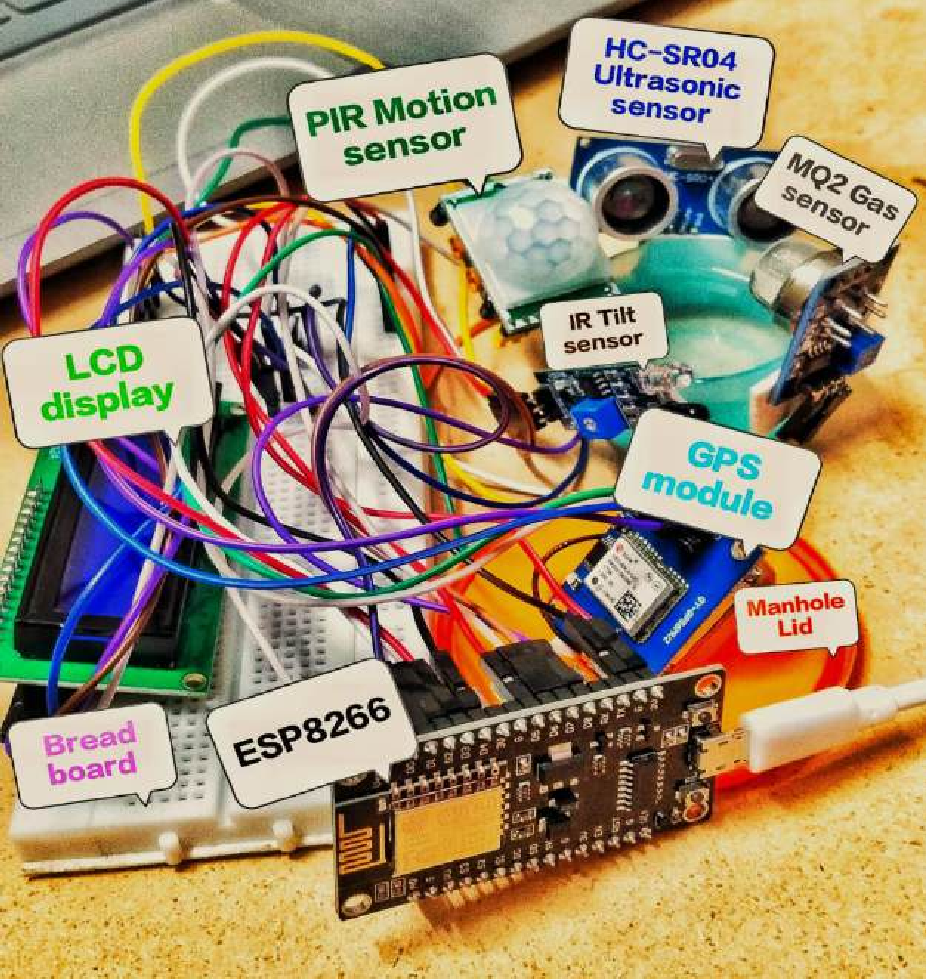 HC-SR04
Ultrasonic
sensor
PIR Motion
sensor
MQ2 Gas
sensor
IR Tilt
sensor
LCD
display
GPS
module
Manhole
Lid
ESP8266
Bread
board